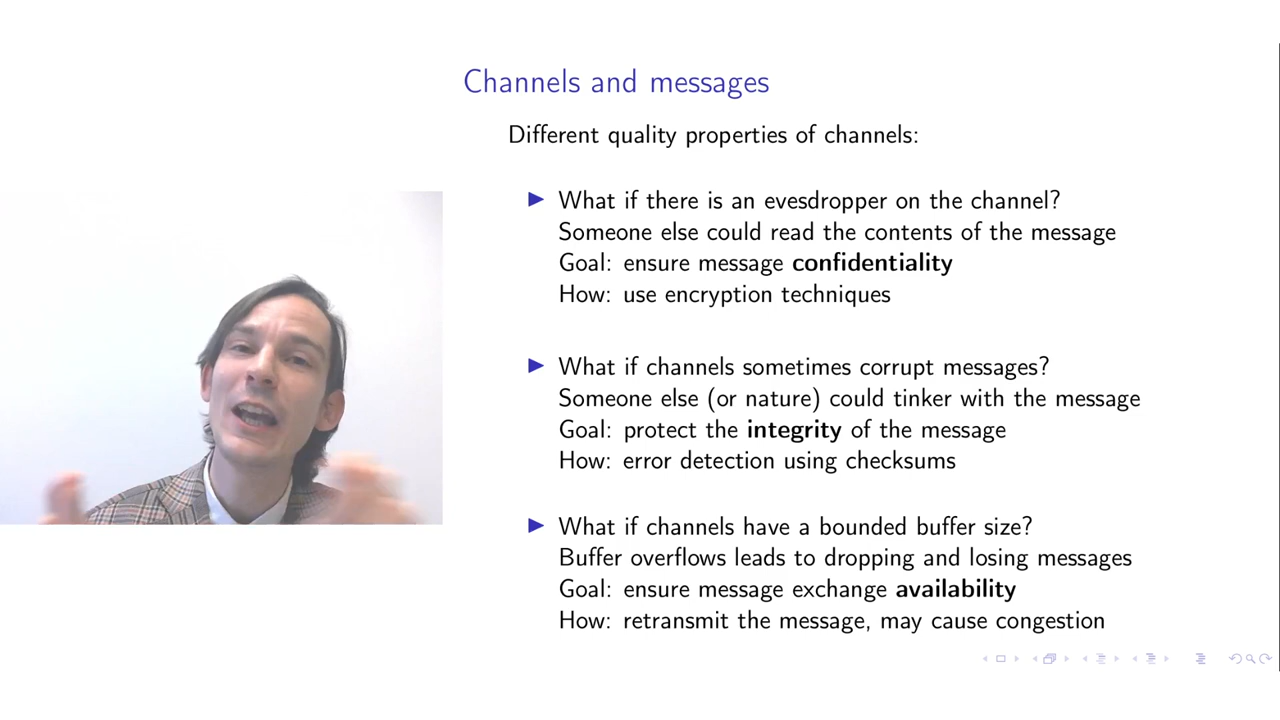 Channels and messages
Different quality properties of channels:
What if there is an evesdropper on the channel?
Someone else could read the contents of the message
Goal: ensure message confidentiality
How: use encryption techniques
What if channels sometimes corrupt messages?
Someone else (or nature) could tinker with the message
Goal: protect the integrity of the message
How: error detection using checksums
What if channels have a bounded buffer size?
Buffer overflows leads to dropping and losing messages
Goal: ensure message exchange availability
How: retransmit the message, may cause congestion